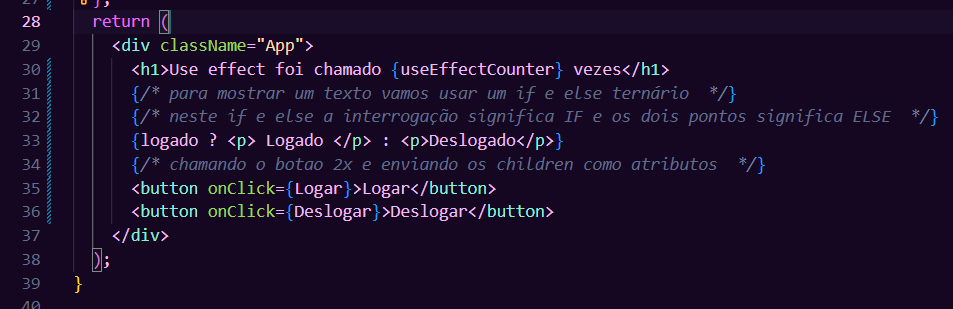 27 };
28 return (
29 <div className="App">
30 <h1>Use effect foi chamado {useEffectCounter} vezes</h1>
31 {/* para mostrar um texto vamos usar um if e else ternário  */}
32 {/* neste if e else a interrogação significa IF e os dois pontos significa ELSE  */}
33 {logado ? <p> Logado </p> : <p>Deslogado</p>}
34 {/* chamando o botao 2x e enviando os children como atributos  */}
35 <button onClick={Logar}>Logar</button>
36 <button onClick={Deslogar}>Deslogar</button>
37 </div>
38 );
39 }
40